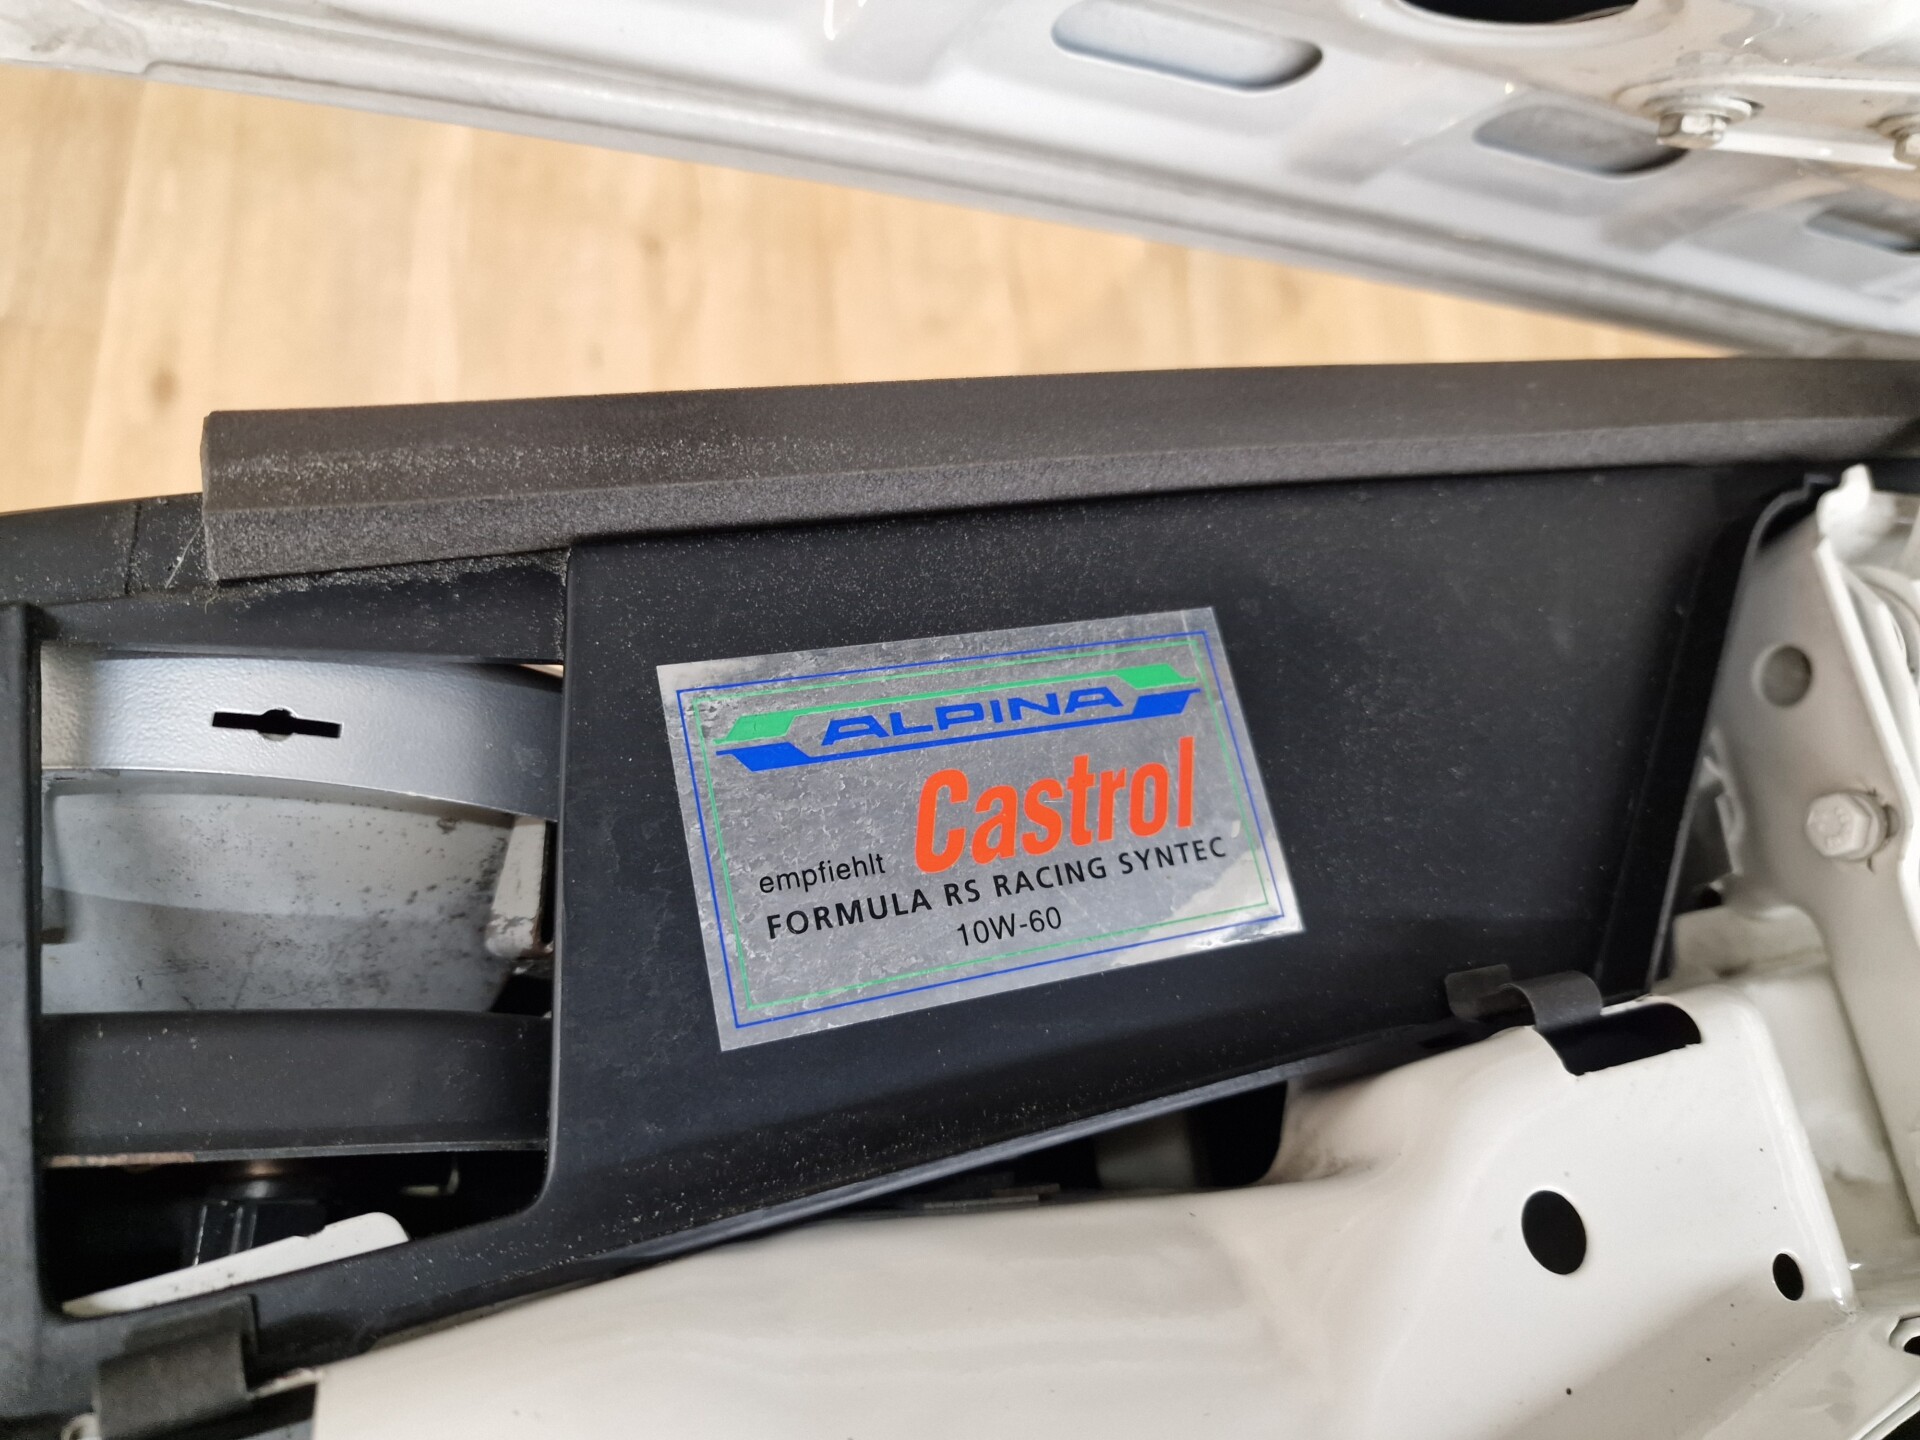 ALPINA
empfiehlt Castrol
FORMULA RS RACING SYNTEC
10W-60